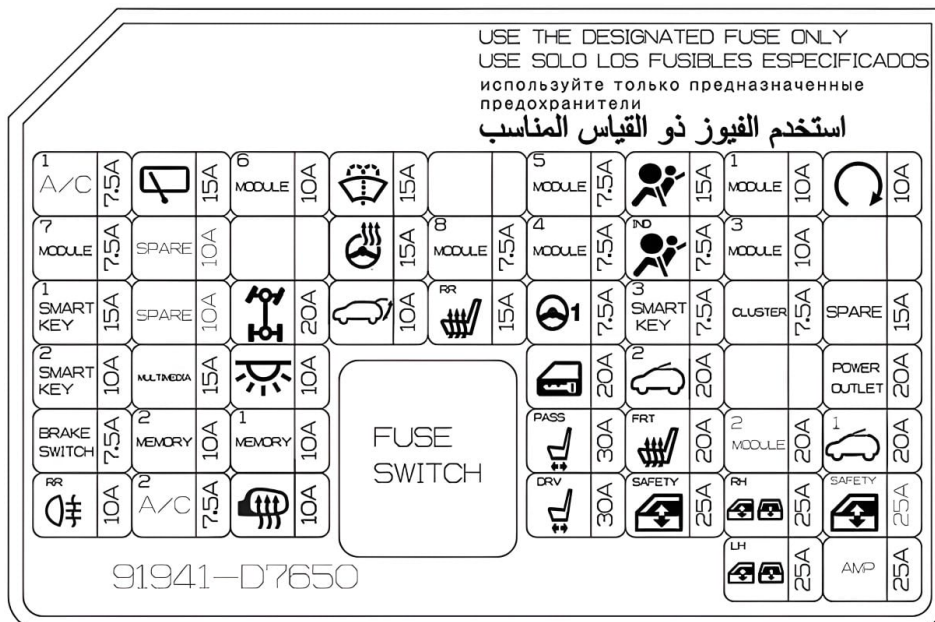 USE THE DESIGNATED FUSE ONLY
USE SOLO LOS FUSIBLES ESPECIFICADOS
используйте только предназначенные
предохранители
استخدم الفيوز ذو القياس المناسب
1 A/C 7.5A 15A 6 MODULE 10A 15A 5 MODULE 7.5A 15A 1 MODULE 10A 10A
7 MODULE 7.5A SPARE 10A 15A 8 MODULE 7.5A 4 MODULE 7.5A IND 7.5A 3 MODULE 10A
1 SMART KEY 15A SPARE 10A 20A 10A RR 15A 1 7.5A 3 SMART KEY 7.5A CLUSTER 7.5A SPARE 15A
2 SMART KEY 10A MULTIMEDIA 15A 10A 20A 2 20A POWER OUTLET 20A
BRAKE SWITCH 7.5A 2 MEMORY 10A 1 MEMORY 10A FUSE SWITCH PASS 30A FRT 20A 2 MODULE 20A 1 20A
RR 10A 2 A/C 7.5A 10A DRV 30A SAFETY 25A RH 25A SAFETY 25A
LH 25A AMP 25A
91941-D7650